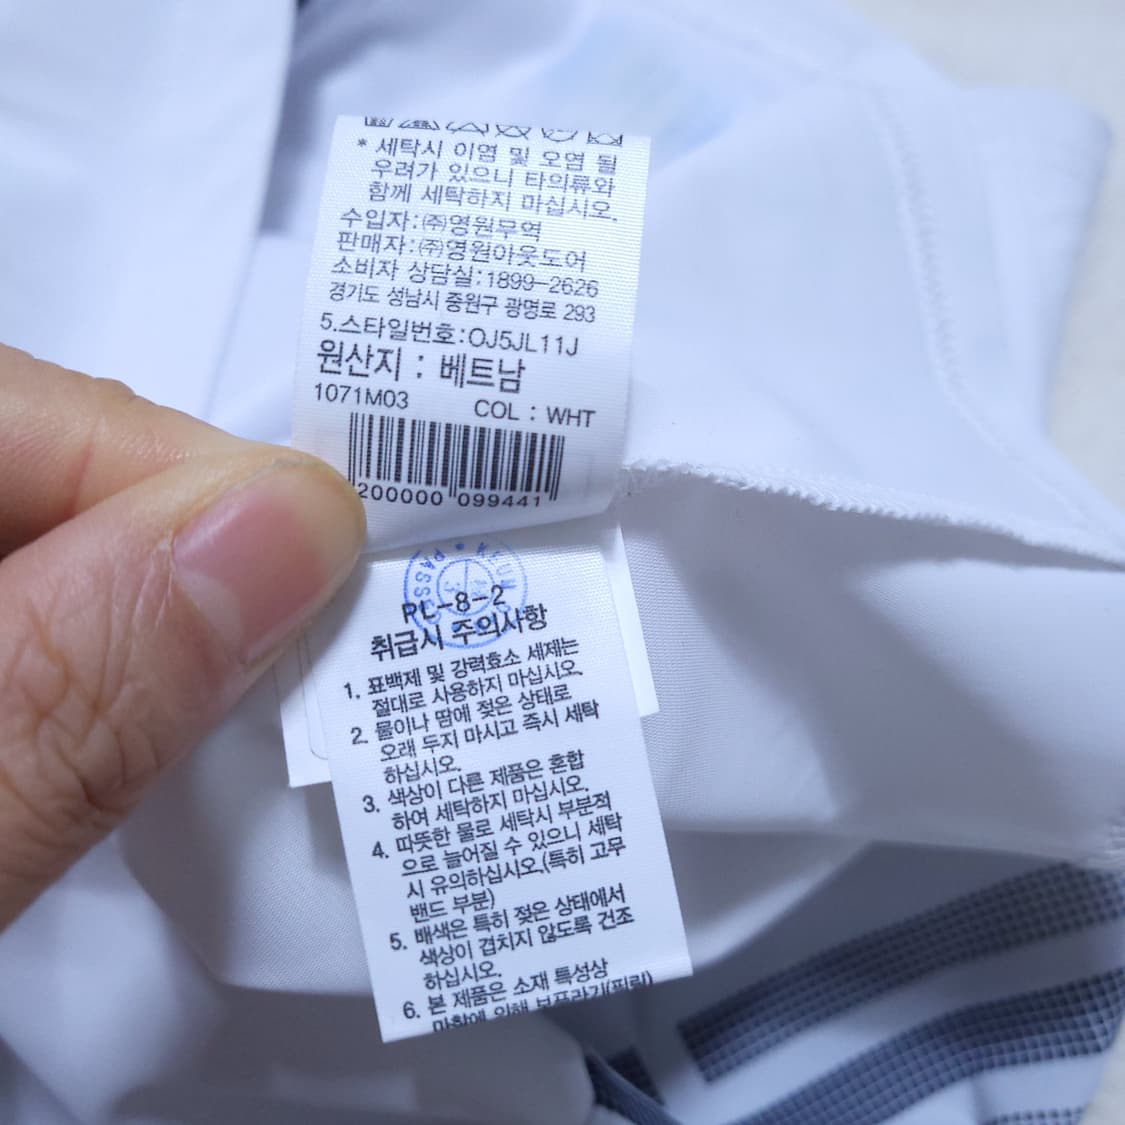 * 세탁시 이염 및 오염 될
우려가 있으니 타의류와
함께 세탁하지 마십시오.
수입자:㈜영원무역
판매자:㈜영원아웃도어
소비자 상담실:1899-2626
경기도 성남시 중원구 광명로 293
5.스타일번호:OJ5JL11J
원산지 : 베트남
1071M03 COL : WHT
200000 099441
PASS
PL-8-2
취급시 주의사항
1. 표백제 및 강력효소 세제는
절대로 사용하지 마십시오.
2. 물이나 땀에 젖은 상태로
오래 두지 마시고 즉시 세탁
하십시오.
3. 색상이 다른 제품은 혼합
하여 세탁하지 마십시오.
4. 따뜻한 물로 세탁시 부분적
으로 늘어질 수 있으니 세탁
시 유의하십시오.(특히 고무
밴드 부분)
5. 배색은 특히 젖은 상태에서
색상이 겹치지 않도록 건조
하십시오.
6. 본 제품은 소재 특성상
마찰에 의해 보푸라기(필링)